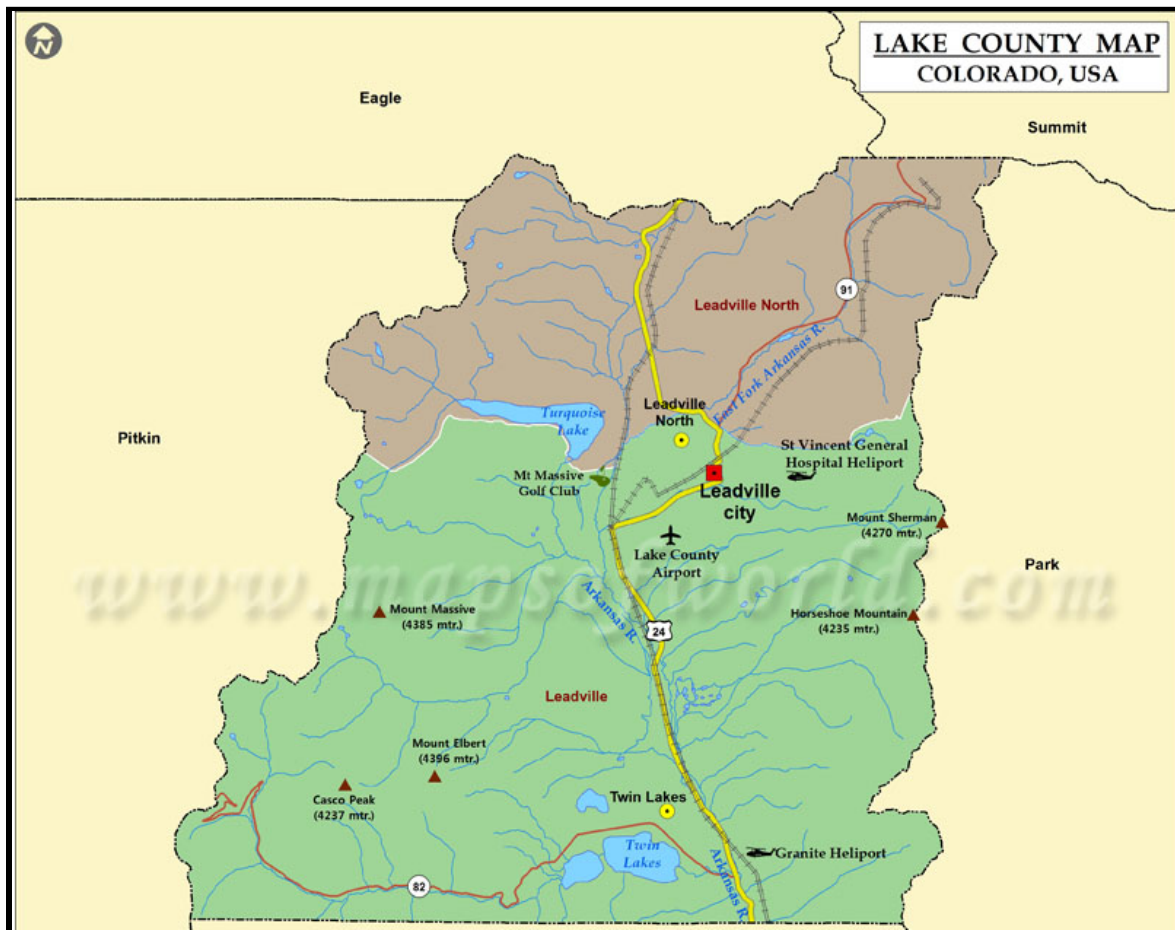 N
LAKE COUNTY MAP
COLORADO, USA
Eagle
Summit
91
Leadville North
East Fork Arkansas R.
Turquoise
Lake
Leadville
North
Pitkin
St Vincent General
Hospital Heliport
Mt Massive
Golf Club
Leadville
city
Mount Sherman
(4270 mtr.)
Lake County
Airport
Park
www.mapsofworld.com
Arkansas R.
Mount Massive
(4385 mtr.)
Horseshoe Mountain
(4235 mtr.)
24
Leadville
Mount Elbert
(4396 mtr.)
Casco Peak
(4237 mtr.)
Twin Lakes
Twin
Lakes
Granite Heliport
Arkansas R.
82